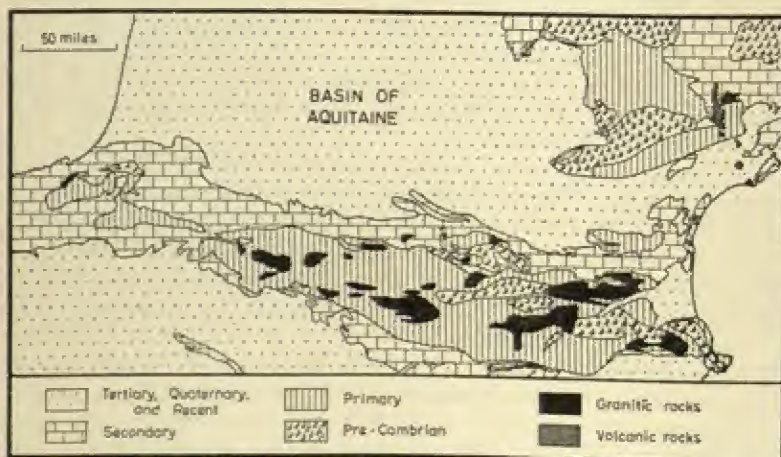 50 miles
BASIN OF
AQUITAINE
Tertiary, Quaternary,
and Recent
Secondary
Primary
Pre-Cambrian
Granitic rocks
Volcanic rocks